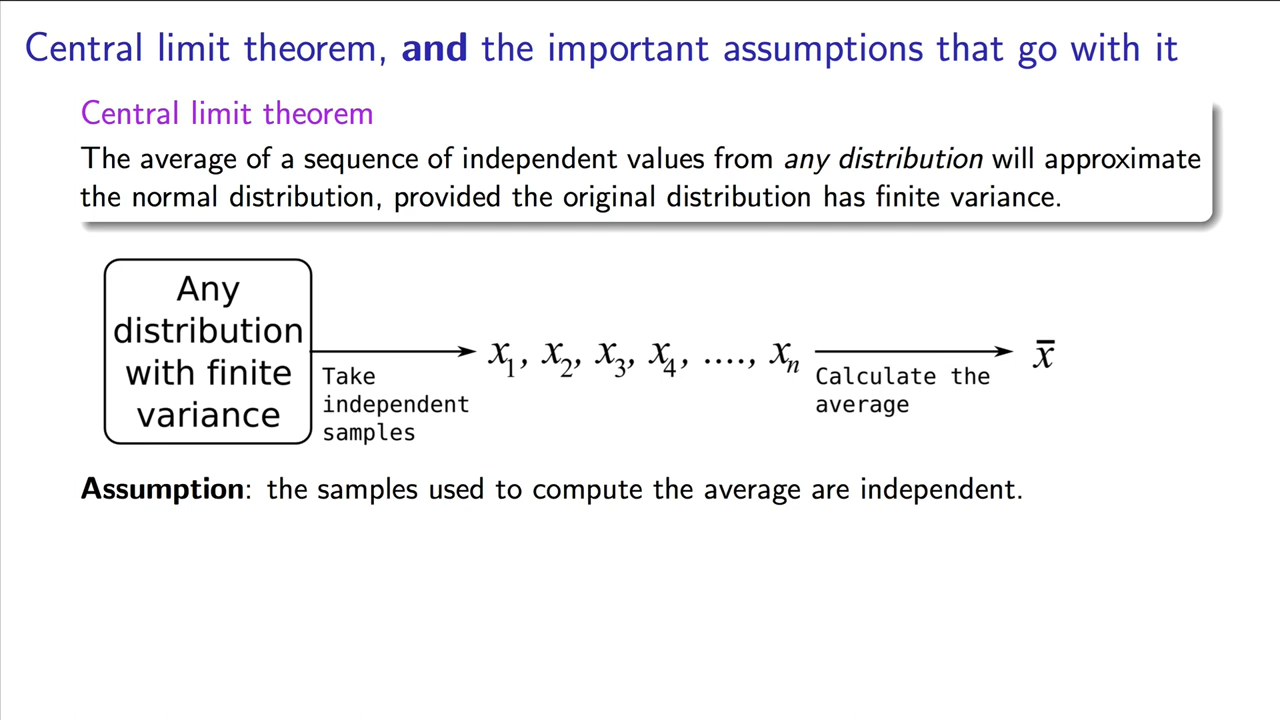 Central limit theorem, and the important assumptions that go with it
Central limit theorem
The average of a sequence of independent values from any distribution will approximate
the normal distribution, provided the original distribution has finite variance.
Any
distribution
with finite
variance
Take
independent
samples
x₁, x₂, x₃, x₄, ...., xₙ
Calculate the
average
x̄
Assumption: the samples used to compute the average are independent.